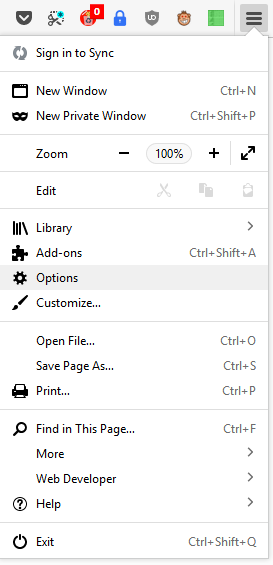 0
UO
Sign in to Sync
New Window Ctrl+N
New Private Window Ctrl+Shift+P
Zoom 100%
Edit
Library
Add-ons Ctrl+Shift+A
Options
Customize...
Open File... Ctrl+O
Save Page As... Ctrl+S
Print... Ctrl+P
Find in This Page... Ctrl+F
More
Web Developer
Help
Exit Ctrl+Shift+Q